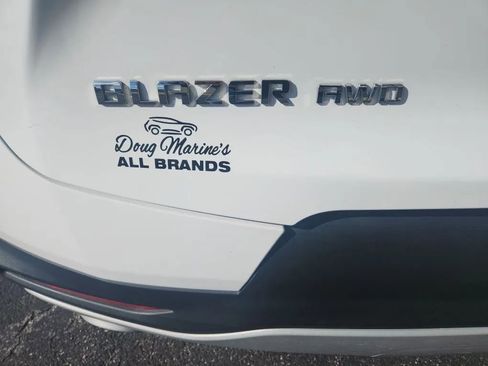 BLAZER AWD
Doug Marine's
ALL BRANDS